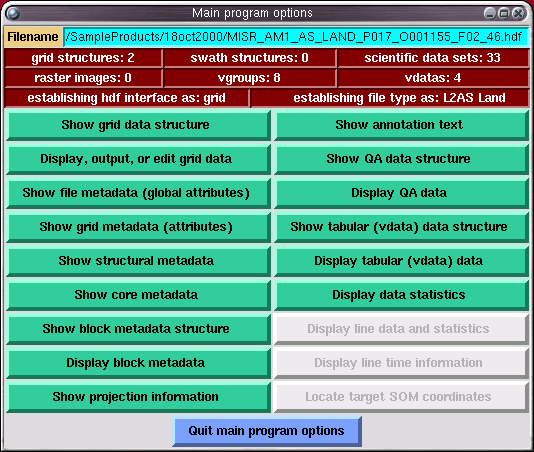 Main program options
Filename /SampleProducts/18oct2000/MISR_AM1_AS_LAND_P017_O001155_F02_46.hdf
grid structures: 2 swath structures: 0 scientific data sets: 33
raster images: 0 vgroups: 8 vdatas: 4
establishing hdf interface as: grid establishing file type as: L2AS Land
Show grid data structure Show annotation text
Display, output, or edit grid data Show QA data structure
Show file metadata (global attributes) Display QA data
Show grid metadata (attributes) Show tabular (vdata) data structure
Show structural metadata Display tabular (vdata) data
Show core metadata Display data statistics
Show block metadata structure Display line data and statistics
Display block metadata Display line time information
Show projection information Locate target SOM coordinates
Quit main program options